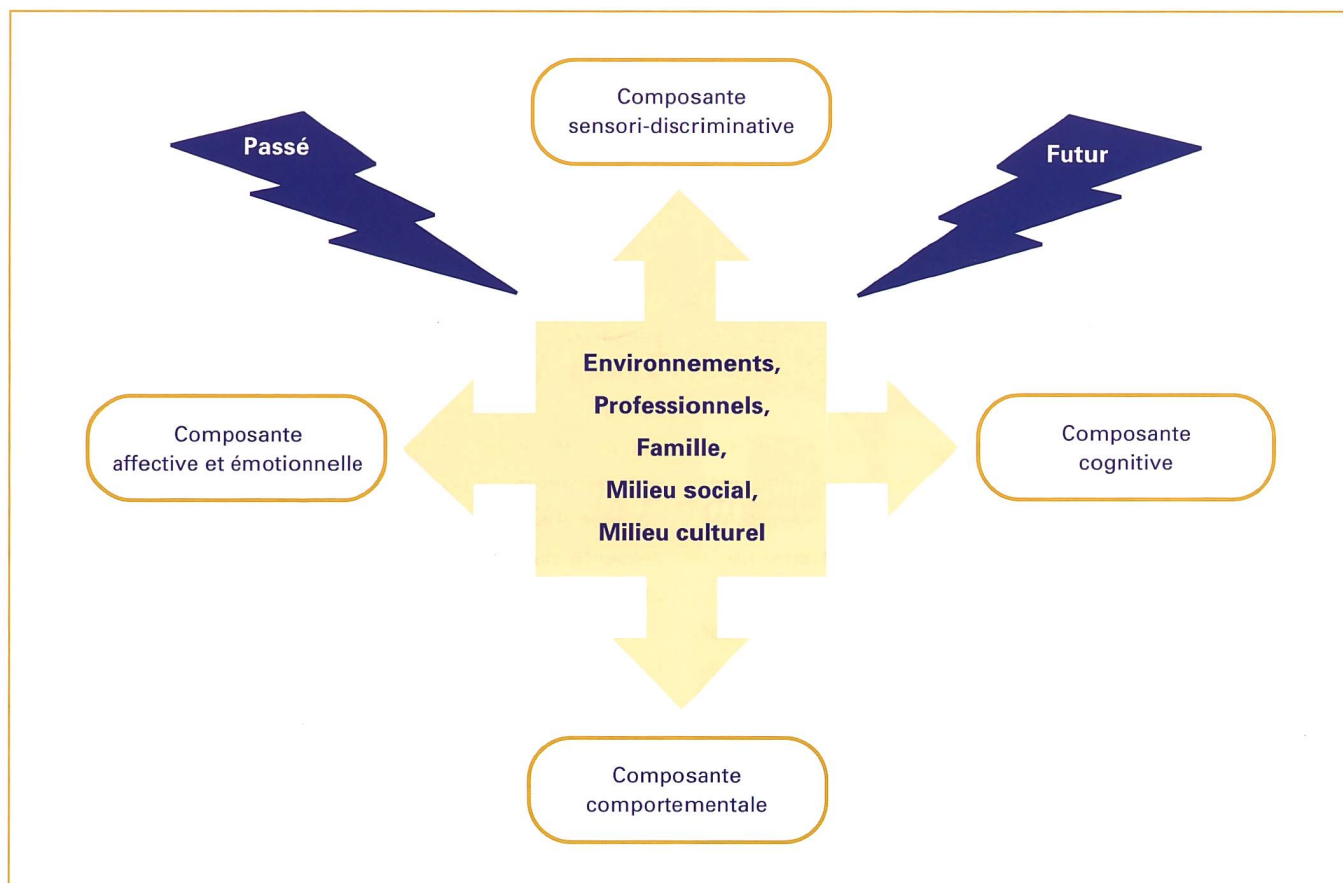 Composante
sensori-discriminative
Passé
Futur
Environnements,
Professionnels,
Famille,
Milieu social,
Milieu culturel
Composante
affective et émotionnelle
Composante
cognitive
Composante
comportementale